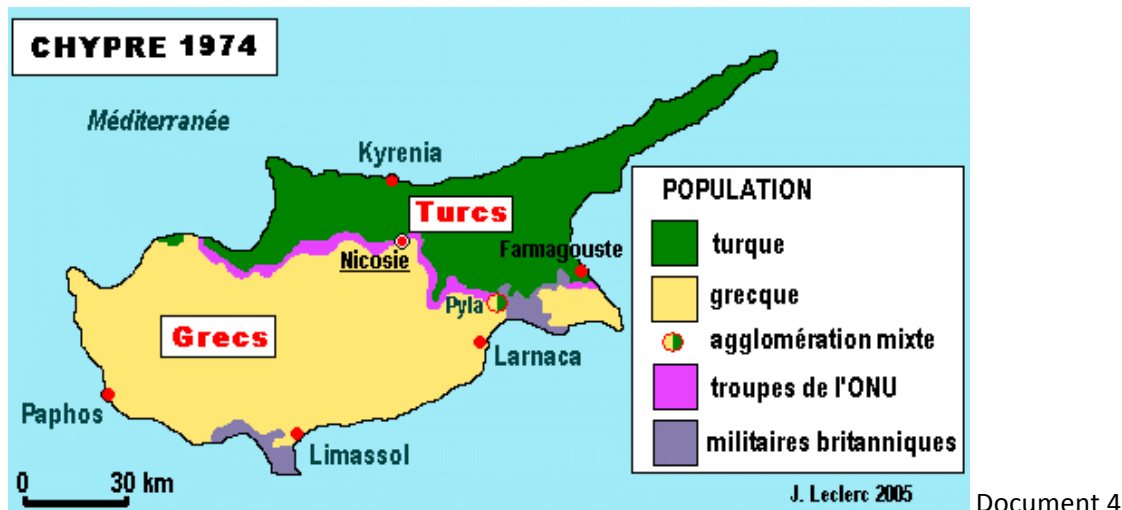 CHYPRE 1974
Méditerranée
Kyrenia
Turcs
Farmagouste
Nicosie
Pyla
Grecs
Larnaca
Paphos
Limassol
0 30 km
POPULATION
turque
grecque
agglomération mixte
troupes de l'ONU
militaires britanniques
J. Leclerc 2005
Document 4